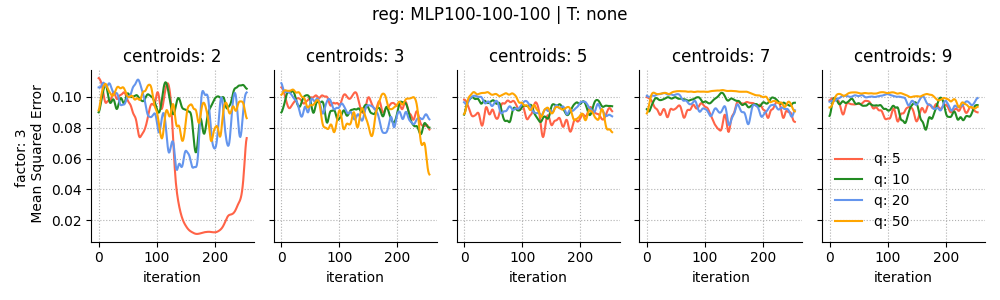 reg: MLP100-100-100 | T: none
centroids: 2
centroids: 3
centroids: 5
centroids: 7
centroids: 9
factor: 3
Mean Squared Error
0.10
0.08
0.06
0.04
0.02
q: 5
q: 10
q: 20
q: 50
0 100 200
0 100 200
0 100 200
0 100 200
0 100 200
iteration
iteration
iteration
iteration
iteration